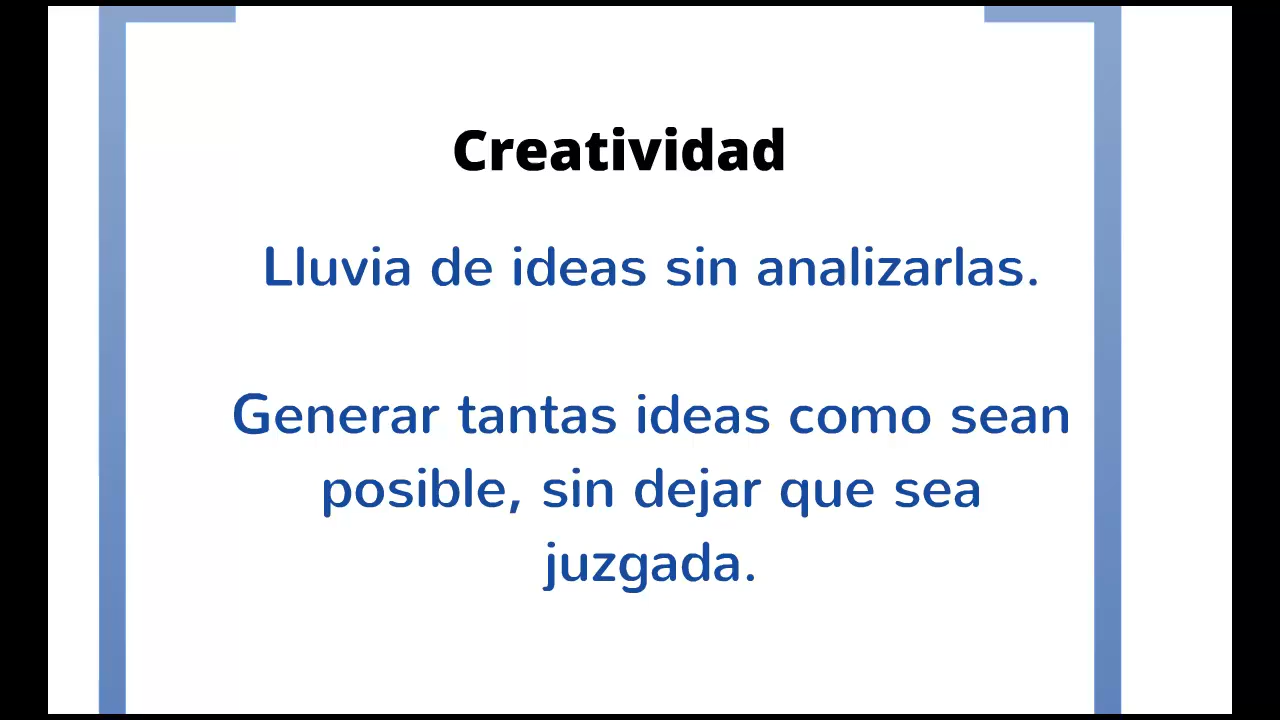 Creatividad
Lluvia de ideas sin analizarlas.
Generar tantas ideas como sean
posible, sin dejar que sea
juzgada.